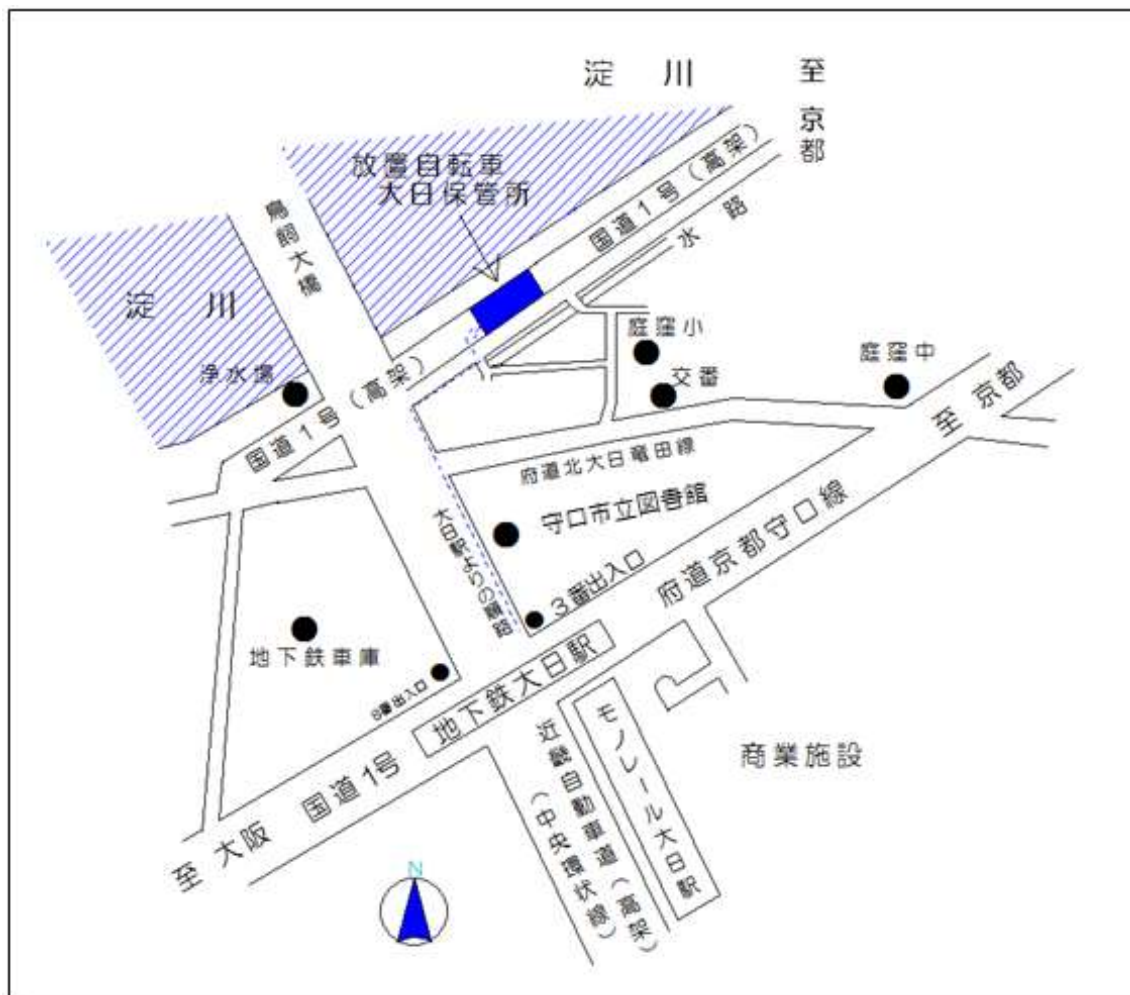 淀 川
至 京都
放置自転車
大日保管所
国道1号(高架)
水路
鳥飼大橋
淀 川
浄水場
国道1号(高架)
庭窪小
交番
庭窪中
至 京都
府道北大日竜田線
守口市立図書館
大日駅よりの順路
3番出入口
府道京都守口線
地下鉄車庫
8番出入口
地下鉄大日駅
近畿自動車道(高架)
(中央環状線)
モノレール大日駅
商業施設
国道1号
至 大阪
N